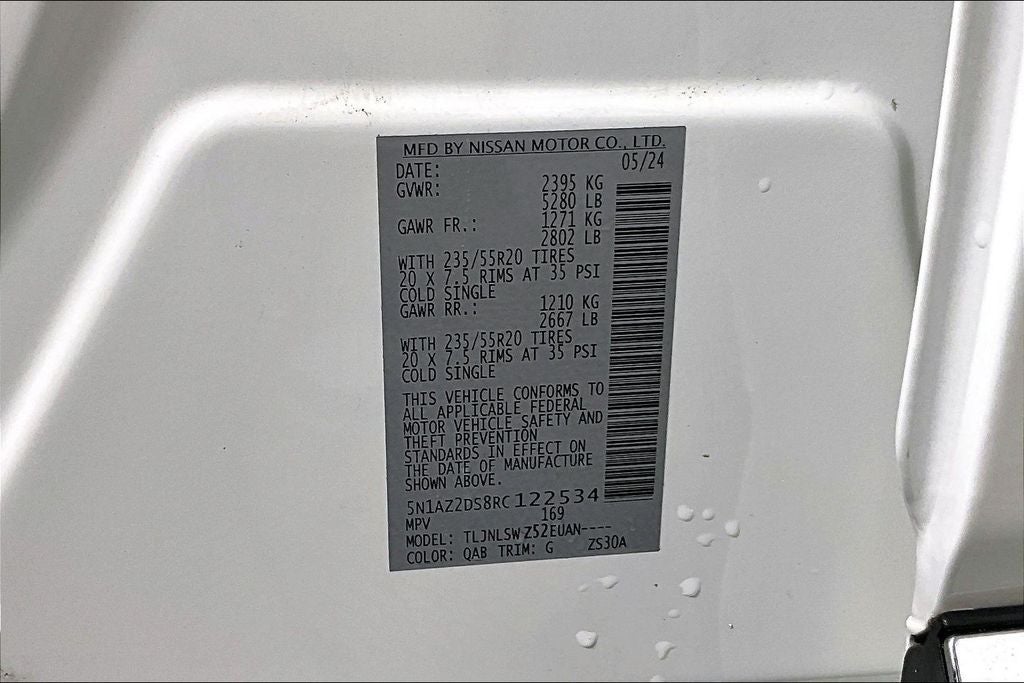 MFD BY NISSAN MOTOR CO., LTD.
DATE: 05/24
GVWR: 2395 KG
5280 LB
GAWR FR.: 1271 KG
2802 LB
WITH 235/55R20 TIRES
20 X 7.5 RIMS AT 35 PSI
COLD SINGLE
GAWR RR.: 1210 KG
2667 LB
WITH 235/55R20 TIRES
20 X 7.5 RIMS AT 35 PSI
COLD SINGLE
THIS VEHICLE CONFORMS TO
ALL APPLICABLE FEDERAL
MOTOR VEHICLE SAFETY AND
THEFT PREVENTION
STANDARDS IN EFFECT ON
THE DATE OF MANUFACTURE
SHOWN ABOVE.
5N1AZ2DS8RC122534
MPV 169
MODEL: TLJNLSWZ52EUAN----
COLOR: QAB TRIM: G ZS30A